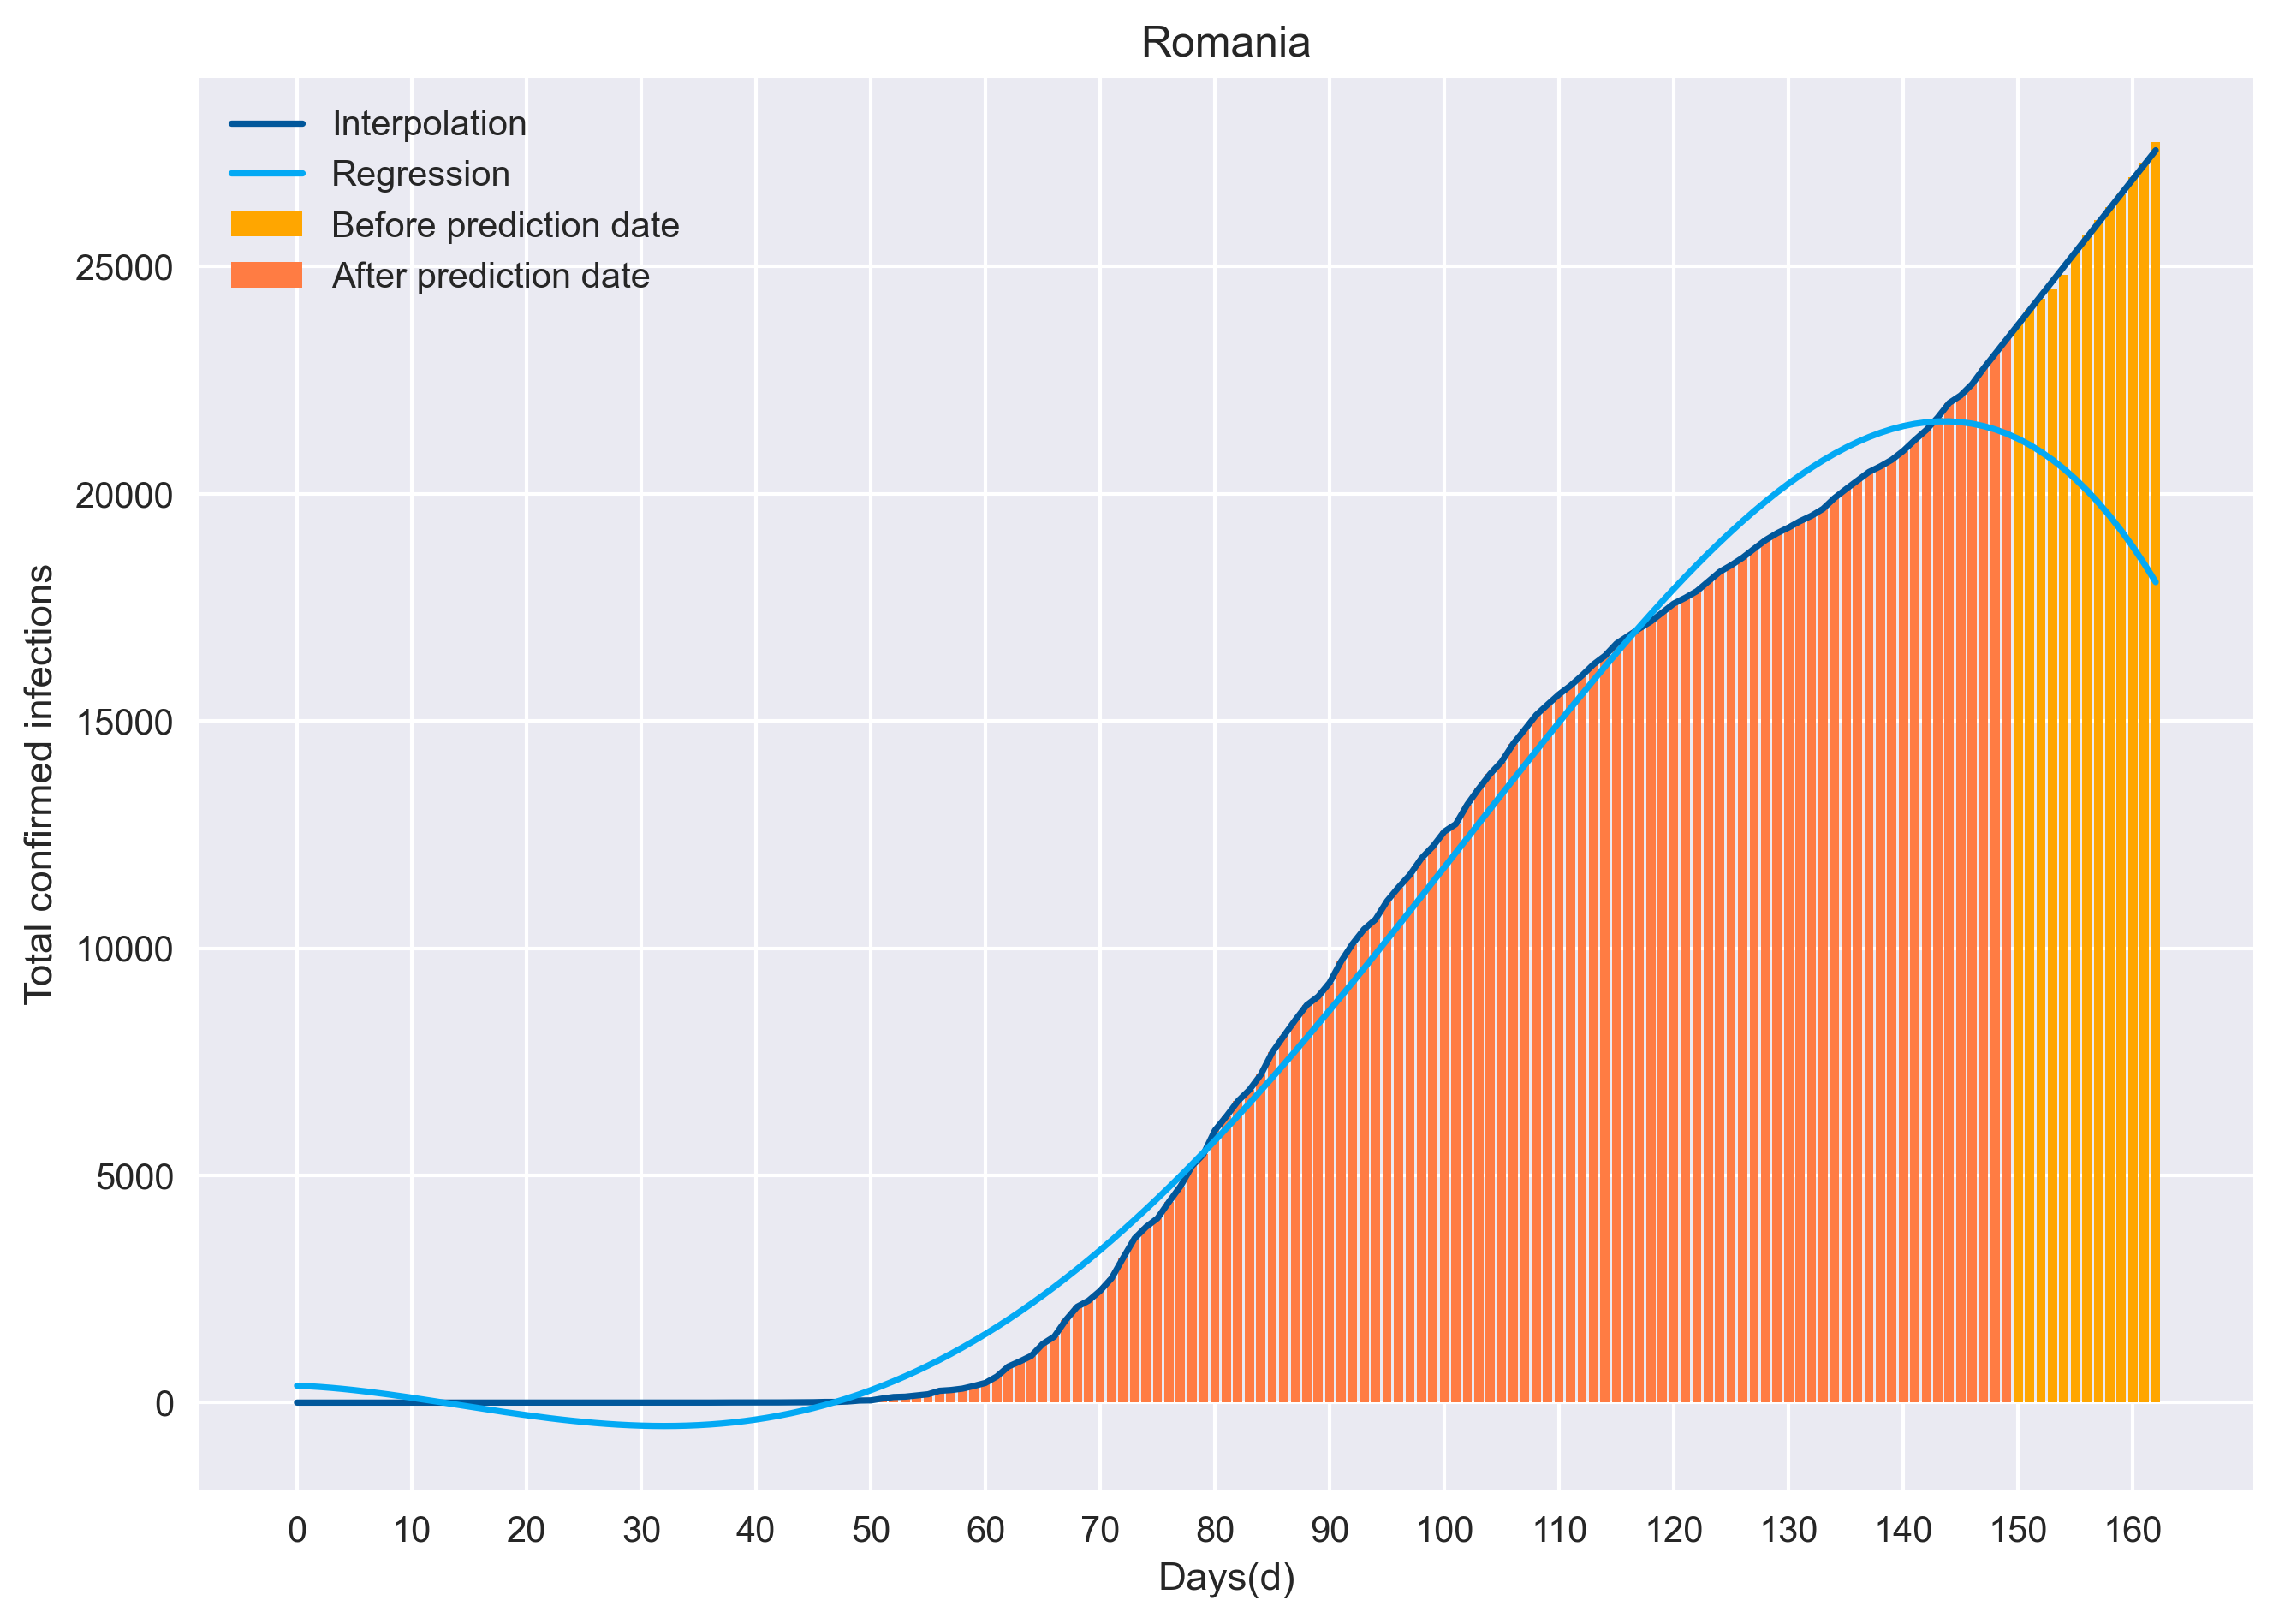 Romania
Interpolation
Regression
Before prediction date
After prediction date
Total confirmed infections
25000
20000
15000
10000
5000
0
0 10 20 30 40 50 60 70 80 90 100 110 120 130 140 150 160
Days(d)